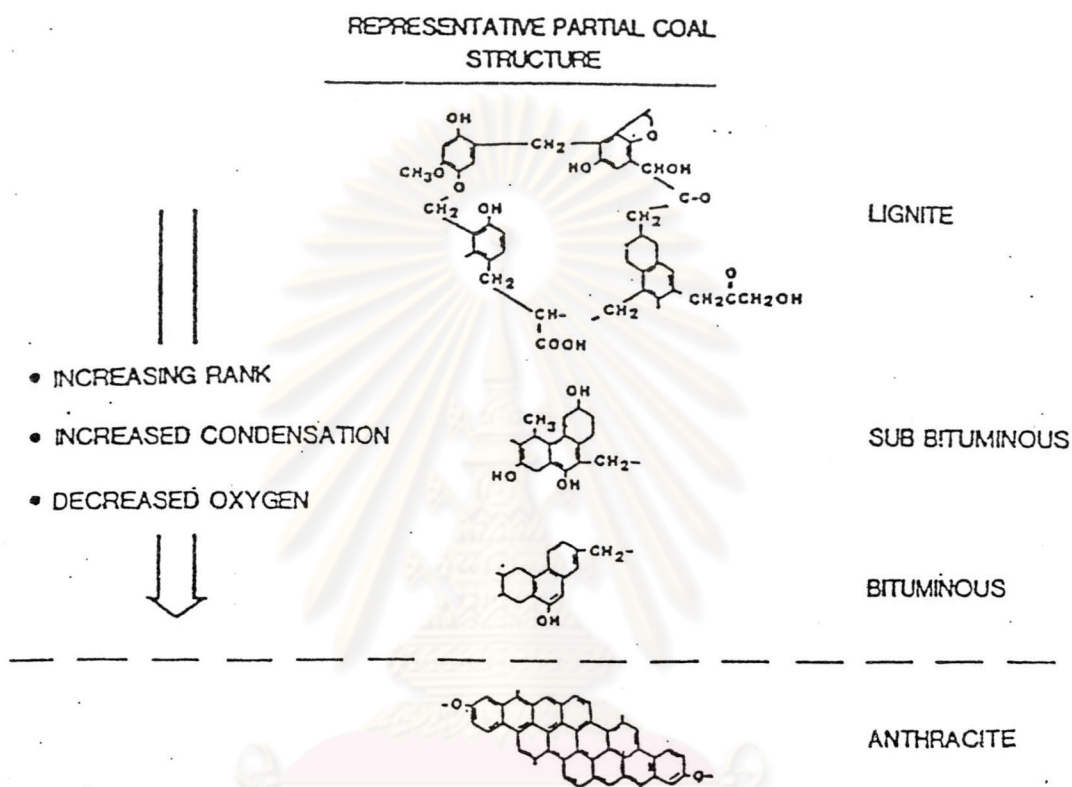 REPRESENTATIVE PARTIAL COAL
STRUCTURE
OH
CH2
O
HO
CHOH
CH3O
O
C-O
CH2
OH
CH2
LIGNITE
O
CH2
CH2CCH2OH
CH2
CH-
COOH
• INCREASING RANK
OH
CH3
• INCREASED CONDENSATION
SUB BITUMINOUS
CH2-
HO
OH
• DECREASED OXYGEN
CH2-
BITUMINOUS
OH
-O
ANTHRACITE
O-